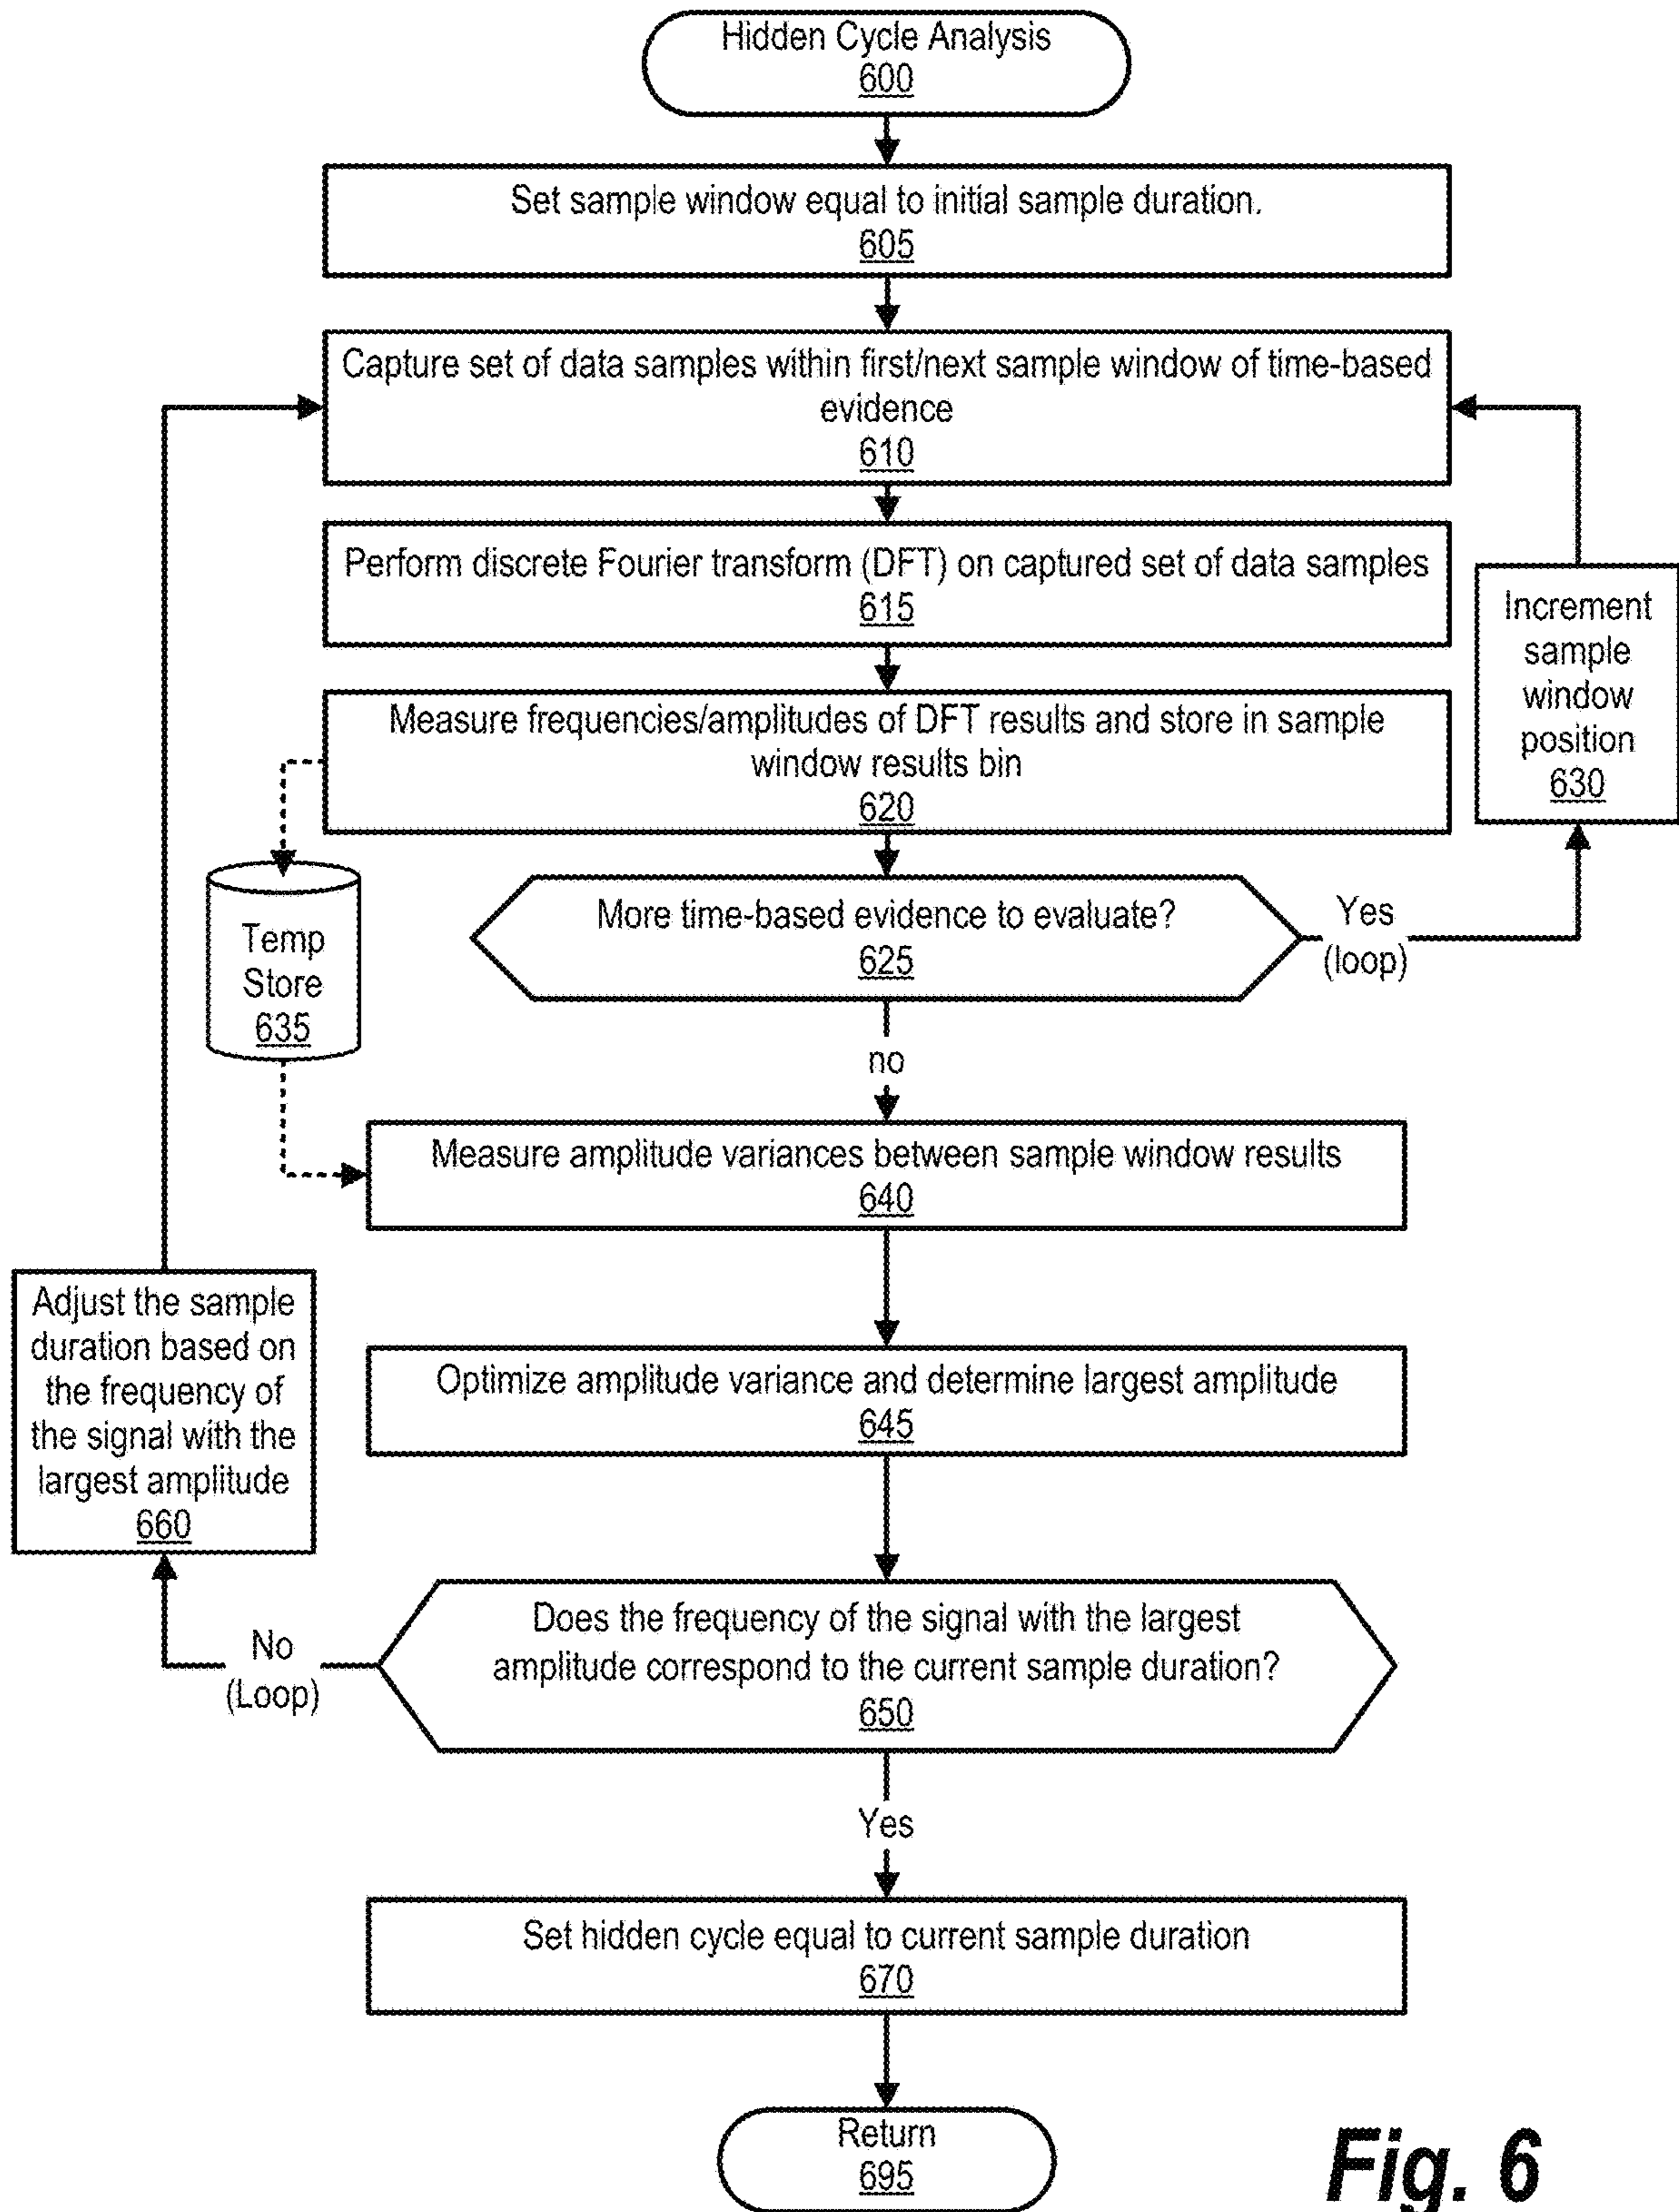 Hidden Cycle Analysis
600
Set sample window equal to initial sample duration.
605
Capture set of data samples within first/next sample window of time-based
evidence
610
Perform discrete Fourier transform (DFT) on captured set of data samples
615
Increment
sample
window
position
630
Measure frequencies/amplitudes of DFT results and store in sample
window results bin
620
More time-based evidence to evaluate?
625
Yes
(loop)
Temp
Store
635
no
Measure amplitude variances between sample window results
640
Adjust the sample
duration based on
the frequency of
the signal with the
largest amplitude
660
Optimize amplitude variance and determine largest amplitude
645
Does the frequency of the signal with the largest
amplitude correspond to the current sample duration?
650
No
(Loop)
Yes
Set hidden cycle equal to current sample duration
670
Return
695
Fig. 6